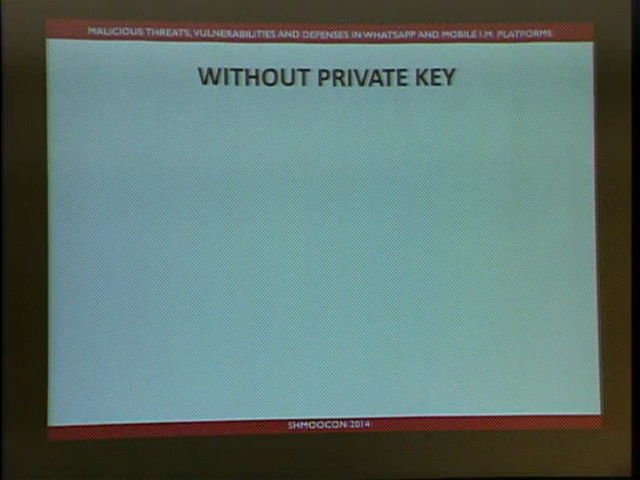 MALICIOUS THREATS, VULNERABILITIES AND DEFENSES IN WHATSAPP AND MOBILE I.M. PLATFORMS
WITHOUT PRIVATE KEY
SHMOOCON 2014